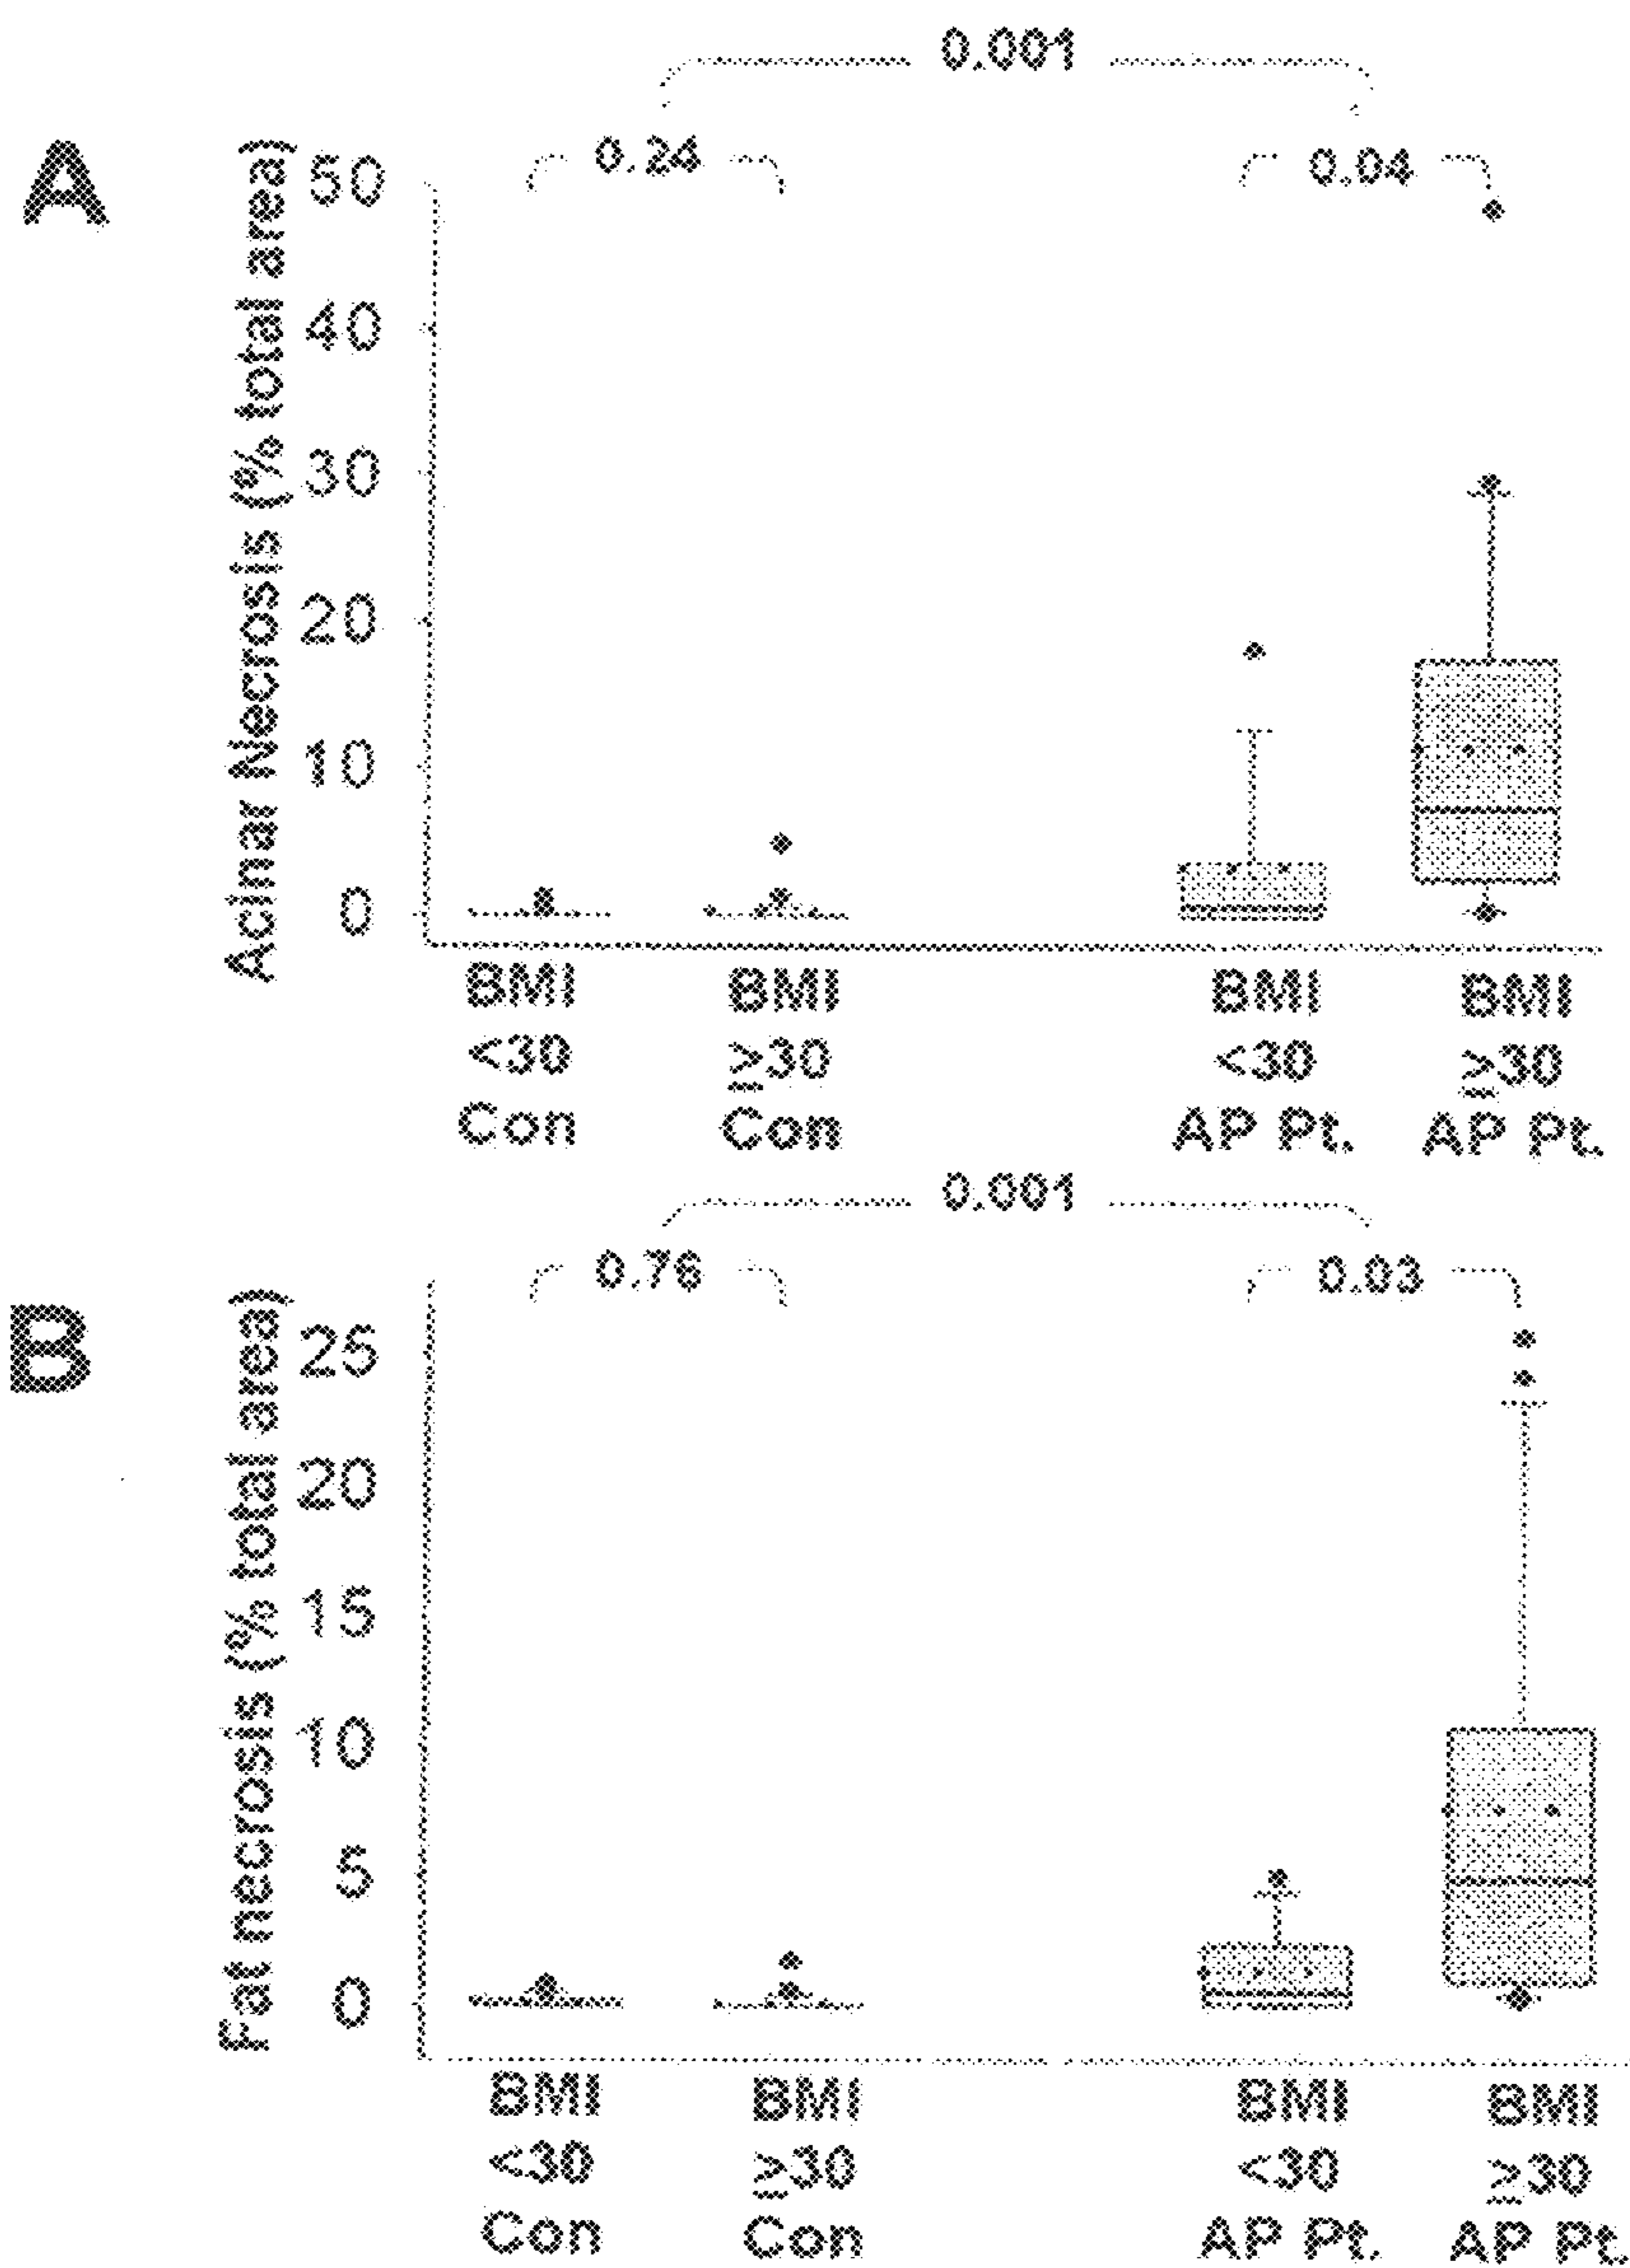 0.001
A
0.24
0.04
Acinar Necrosis (% total area)
50
40
30
20
10
0
BMI BMI BMI BMI
<30 ≥30 <30 ≥30
Con Con AP Pt. AP Pt.
0.001
B
0.76
0.03
Fat necrosis (% total area)
25
20
15
10
5
0
BMI BMI BMI BMI
<30 ≥30 <30 ≥30
Con Con AP Pt. AP Pt.